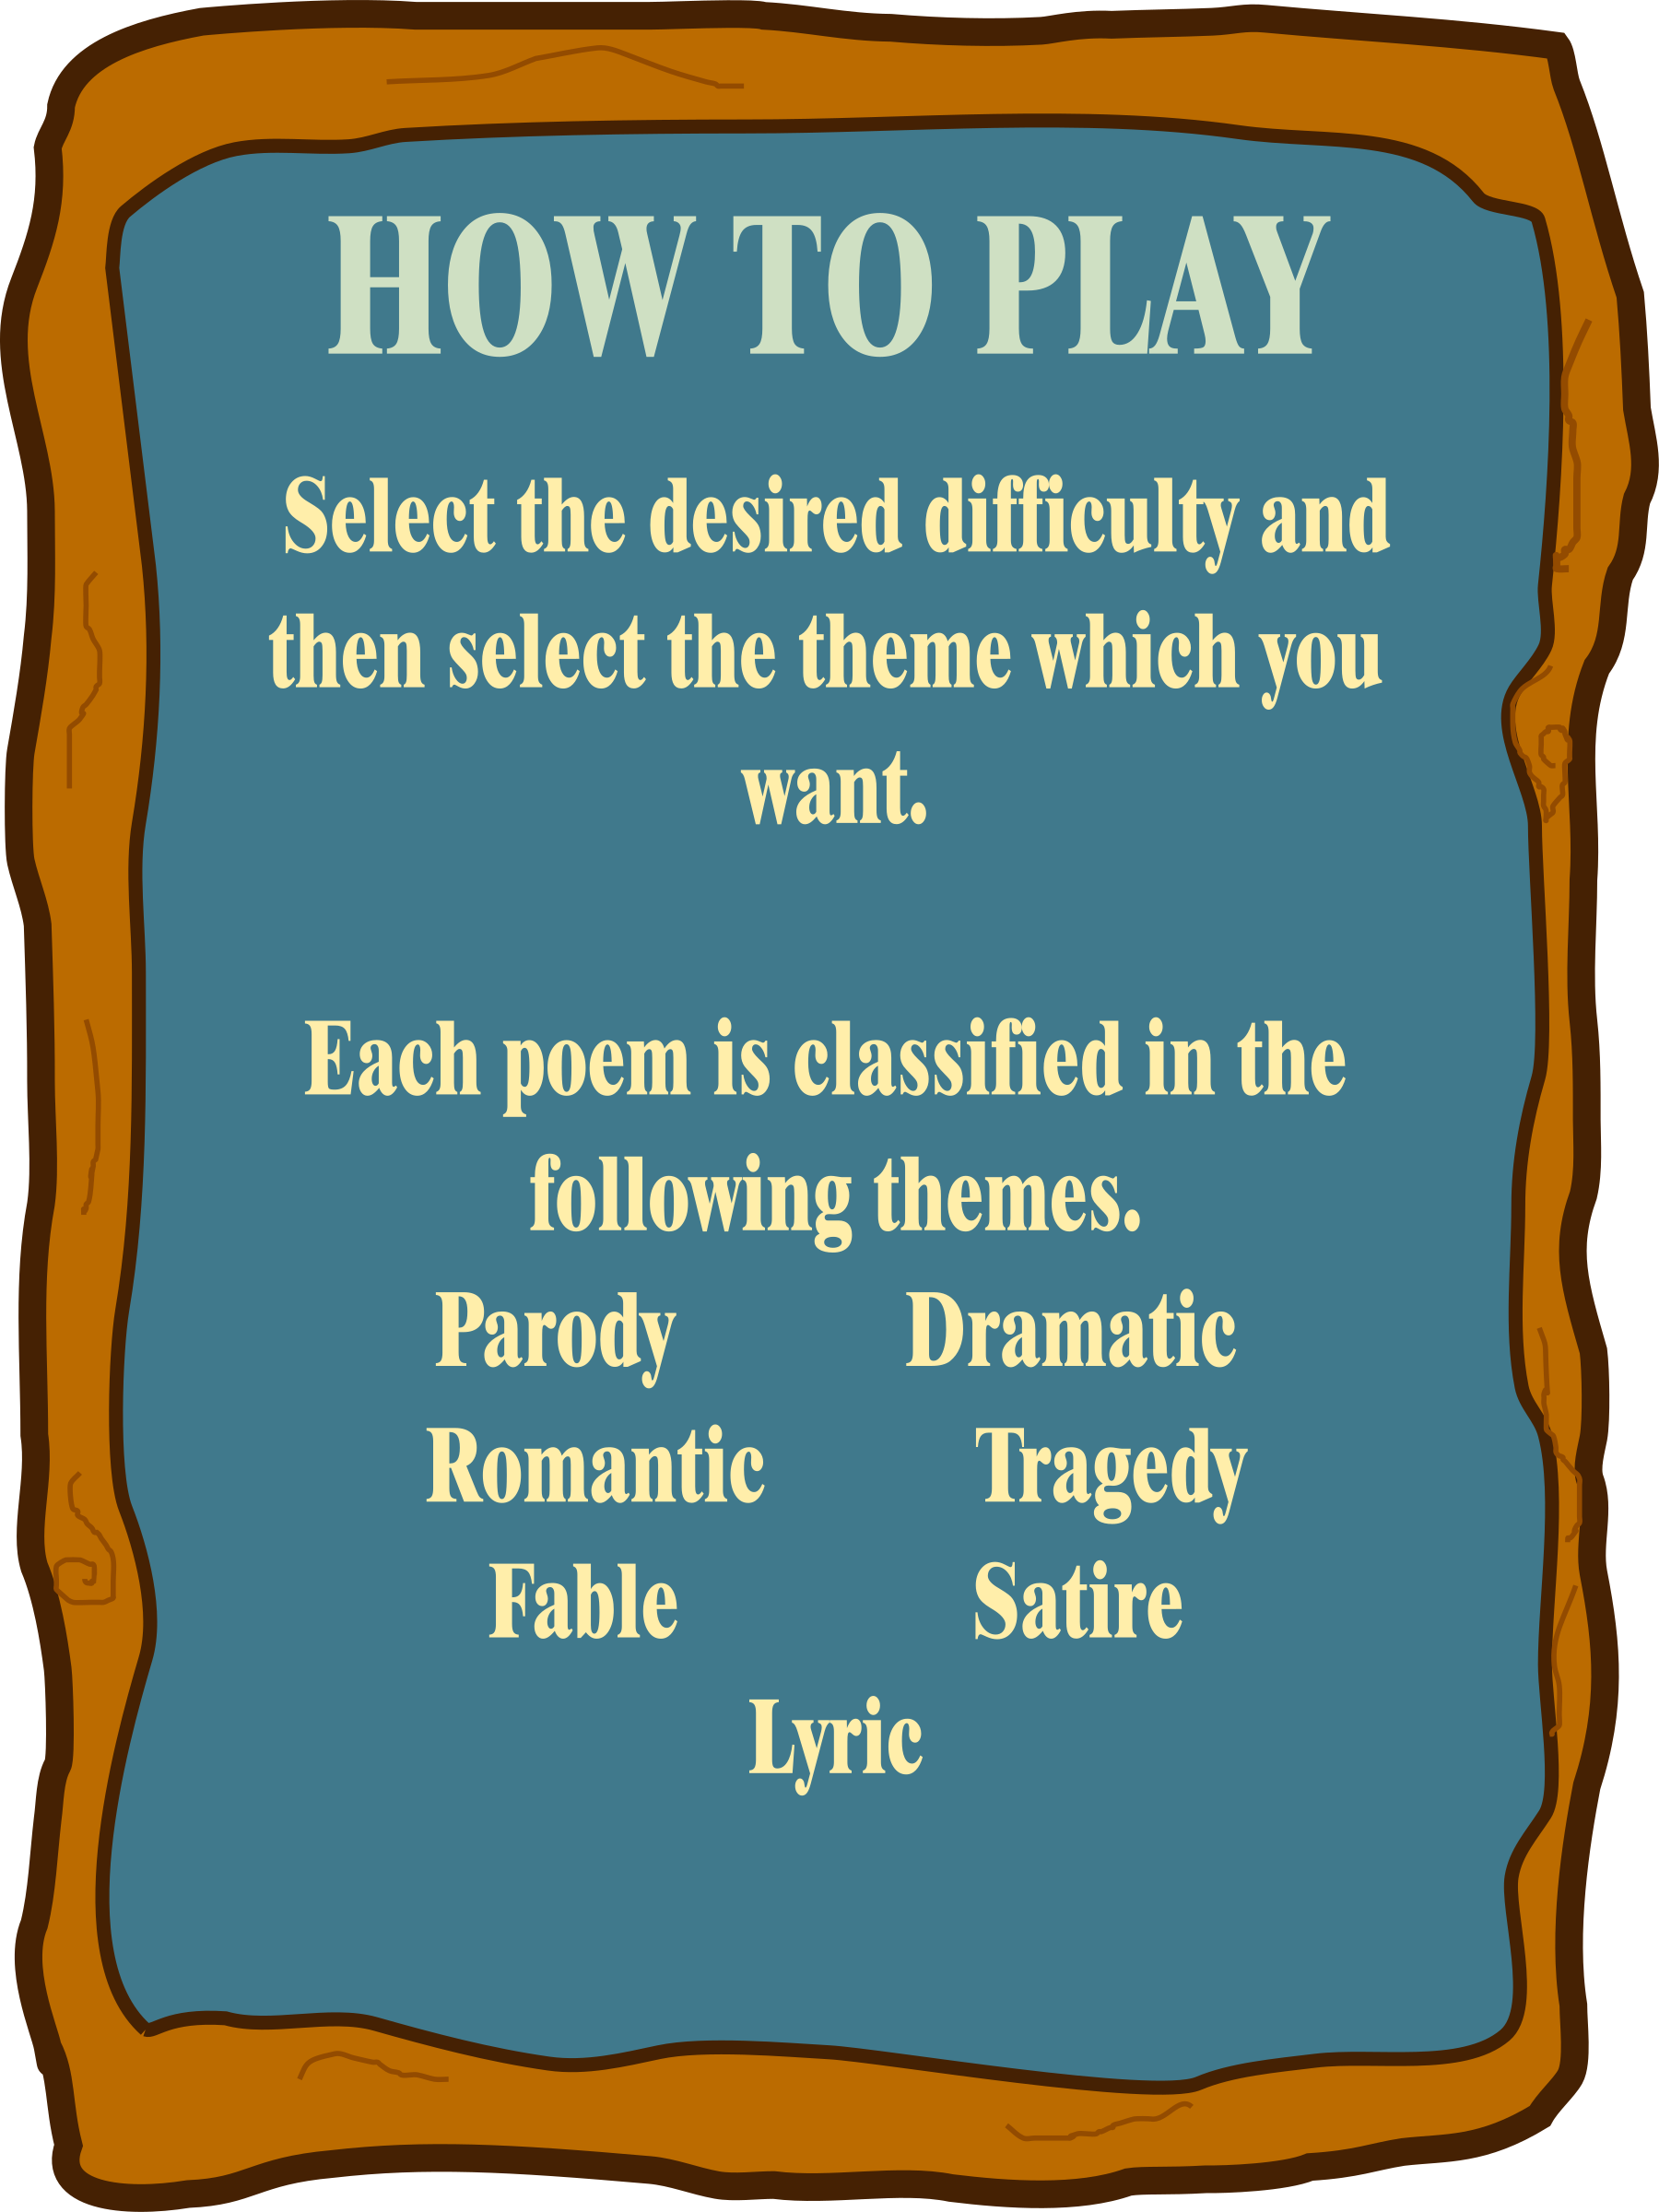 HOW TO PLAY
Select the desired difficulty and
then select the theme which you
want.
Each poem is classified in the
following themes.
Parody Dramatic
Romantic Tragedy
Fable Satire
Lyric